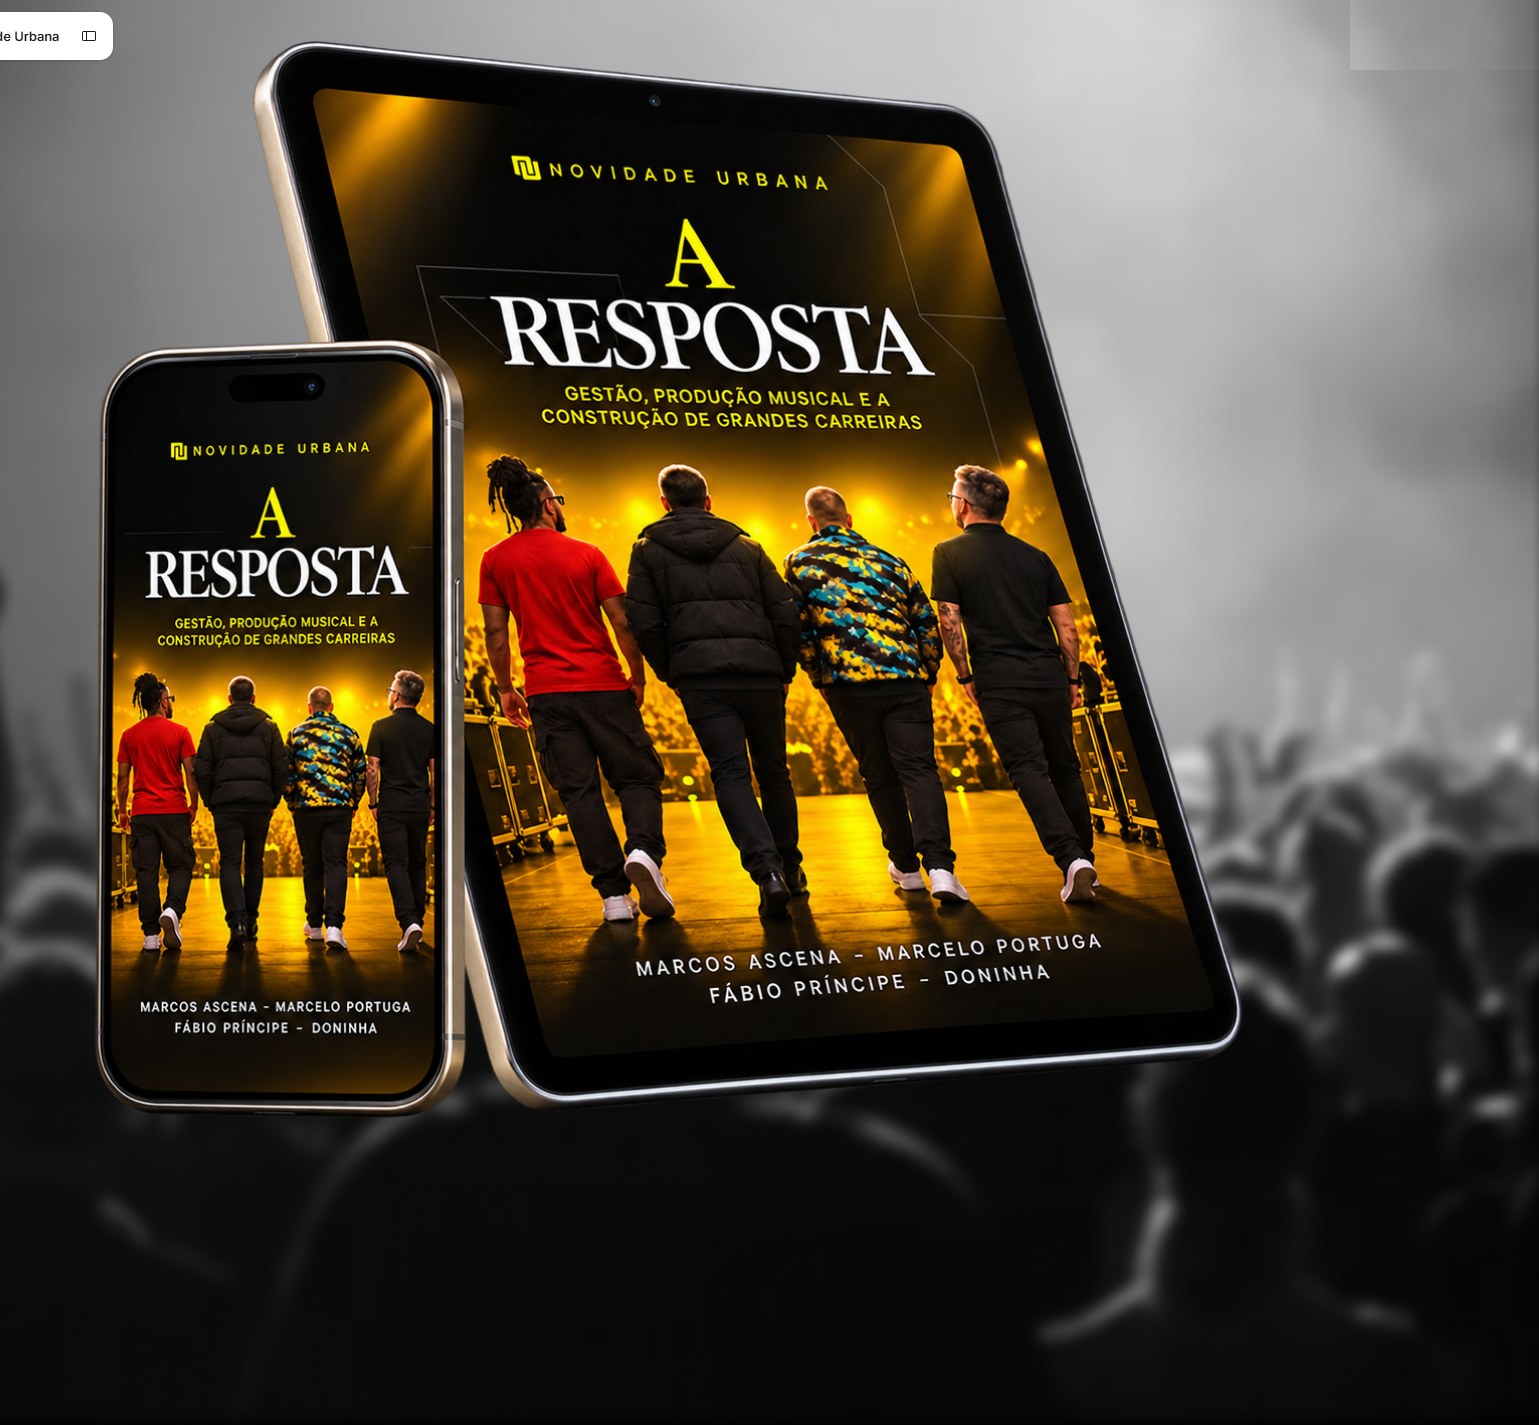 de Urbana
NOVIDADE URBANA
A
RESPOSTA
GESTÃO, PRODUÇÃO MUSICAL E A
CONSTRUÇÃO DE GRANDES CARREIRAS
MARCOS ASCENA - MARCELO PORTUGA
FÁBIO PRÍNCIPE - DONINHA
NOVIDADE URBANA
A
RESPOSTA
GESTÃO, PRODUÇÃO MUSICAL E A
CONSTRUÇÃO DE GRANDES CARREIRAS
MARCOS ASCENA - MARCELO PORTUGA
FÁBIO PRÍNCIPE - DONINHA